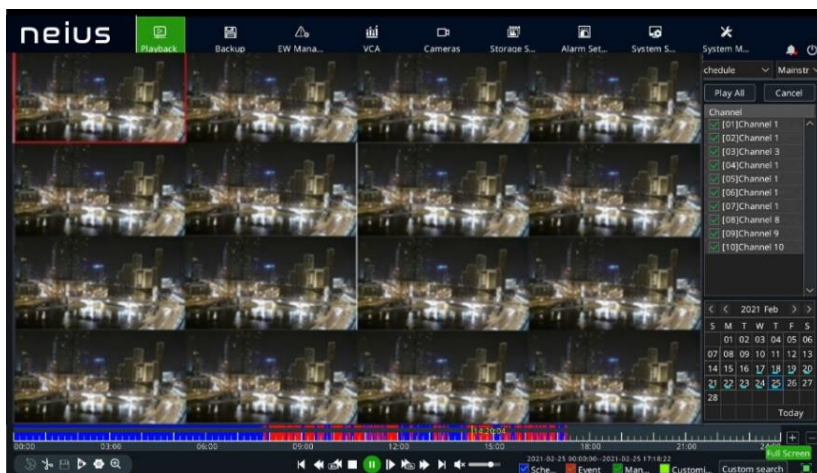 neius
Playback
Backup
EW Mana...
VCA
Cameras
Storage S...
Alarm Set...
System S...
System M...
chedule
Mainstr
Play All
Cancel
Channel
[01]Channel 1
[02]Channel 1
[03]Channel 3
[04]Channel 1
[05]Channel 1
[06]Channel 1
[07]Channel 1
[08]Channel 8
[09]Channel 9
[10]Channel 10
2021 Feb
S M T W T F S
01 02 03 04 05 06
07 08 09 10 11 12 13
14 15 16 17 18 19 20
21 22 23 24 25 26 27
28
Today
14:20:04
00:00 03:00 06:00 09:00 12:00 15:00 18:00 21:00 24:00
Full Screen
2021-02-25 00:00:00--2021-02-25 17:18:22
Sche... Event Man... Customi...
Custom search